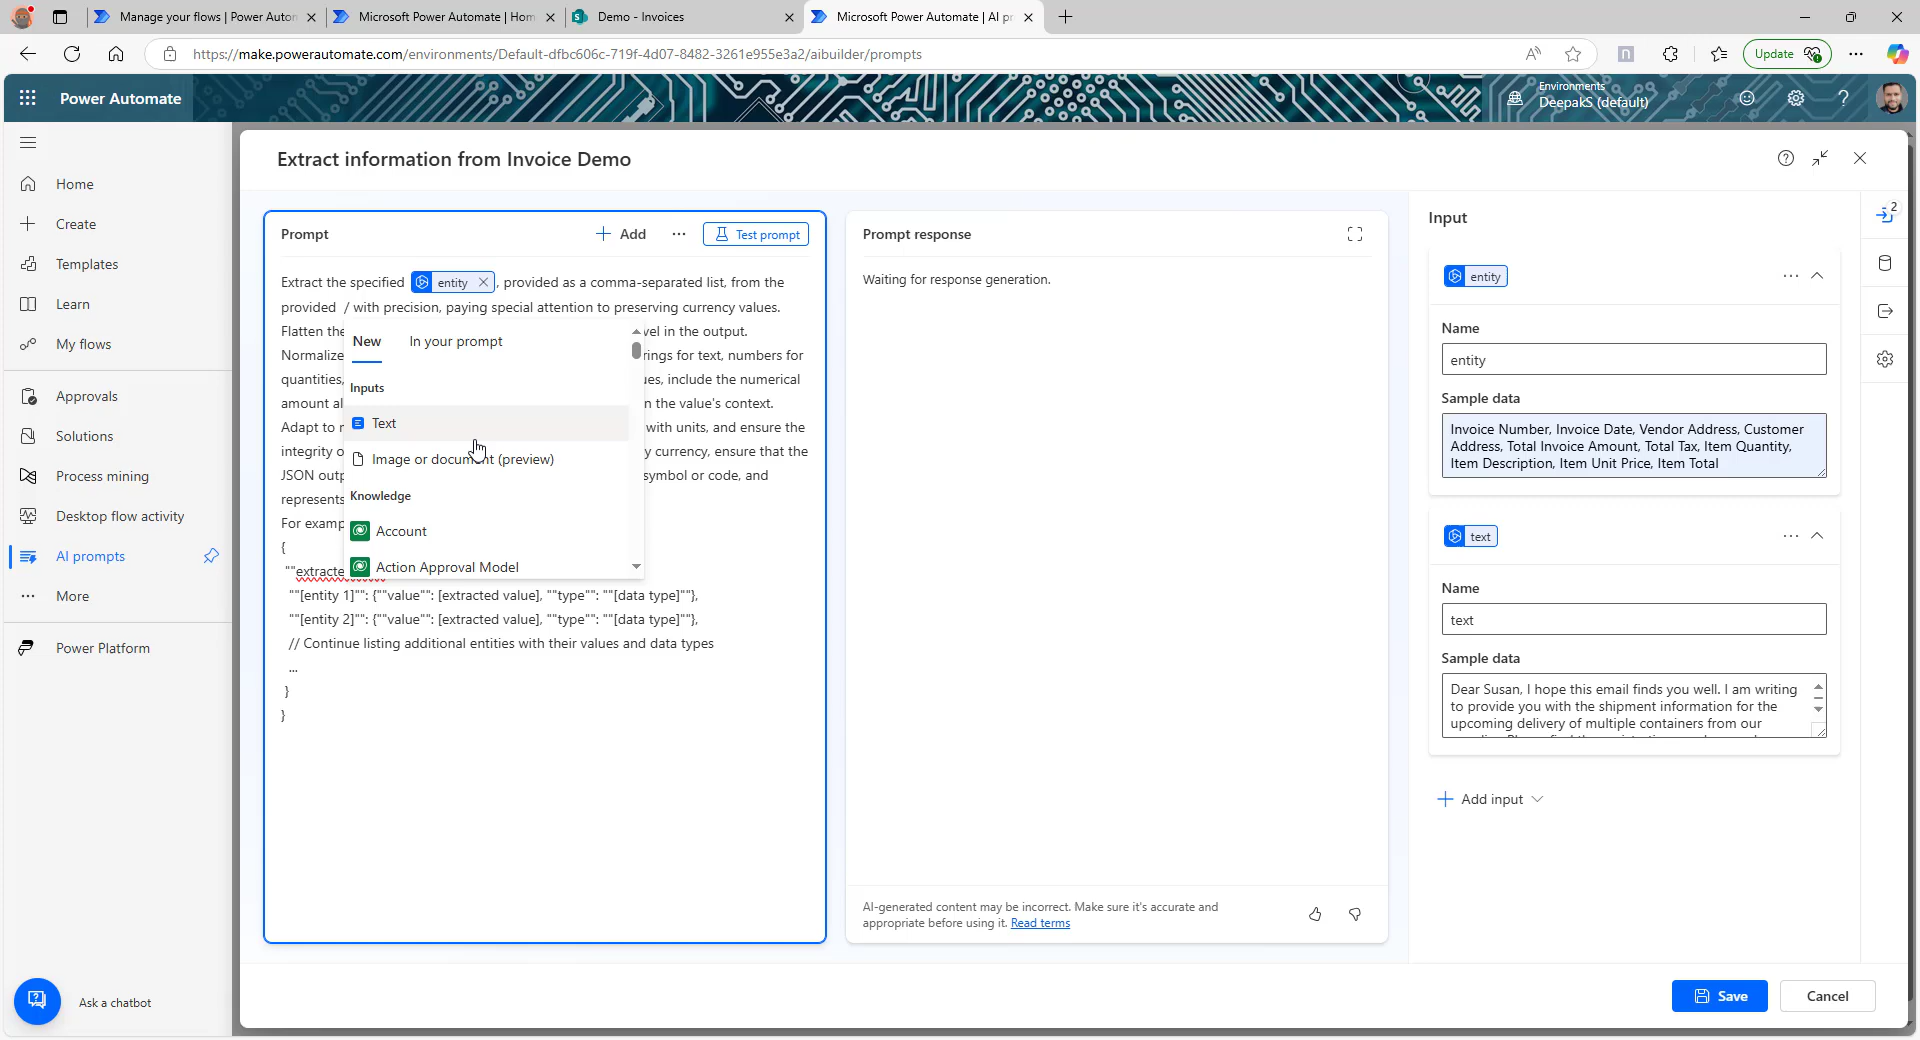 Manage your flows | Power Auton
Microsoft Power Automate | Hom
Demo - Invoices
Microsoft Power Automate | AI pr
https://make.powerautomate.com/environments/Default-dfbc606c-719f-4d07-8482-3261e955e3a2/aibuilder/prompts
Update
Power Automate
Environments
DeepakS (default)
Home
Create
Templates
Learn
My flows
Approvals
Solutions
Process mining
Desktop flow activity
AI prompts
More
Power Platform
Ask a chatbot
Extract information from Invoice Demo
Prompt
Add
Test prompt
Extract the specified entity , provided as a comma-separated list, from the
provided / with precision, paying special attention to preserving currency values.
Flatten the vel in the output.
Normalize rings for text, numbers for
quantities, ues, include the numerical
amount al n the value's context.
Adapt to r with units, and ensure the
integrity o y currency, ensure that the
JSON outp symbol or code, and
represents
For examp
{
""extracte
""[entity 1]"": {""value"": [extracted value], ""type"": ""[data type]""},
""[entity 2]"": {""value"": [extracted value], ""type"": ""[data type]""},
// Continue listing additional entities with their values and data types
...
}
}
New In your prompt
Inputs
Text
Image or document (preview)
Knowledge
Account
Action Approval Model
Prompt response
Waiting for response generation.
AI-generated content may be incorrect. Make sure it's accurate and
appropriate before using it. Read terms
Input
entity
Name
entity
Sample data
Invoice Number, Invoice Date, Vendor Address, Customer
Address, Total Invoice Amount, Total Tax, Item Quantity,
Item Description, Item Unit Price, Item Total
text
Name
text
Sample data
Dear Susan, I hope this email finds you well. I am writing
to provide you with the shipment information for the
upcoming delivery of multiple containers from our
Add input
2
Save
Cancel